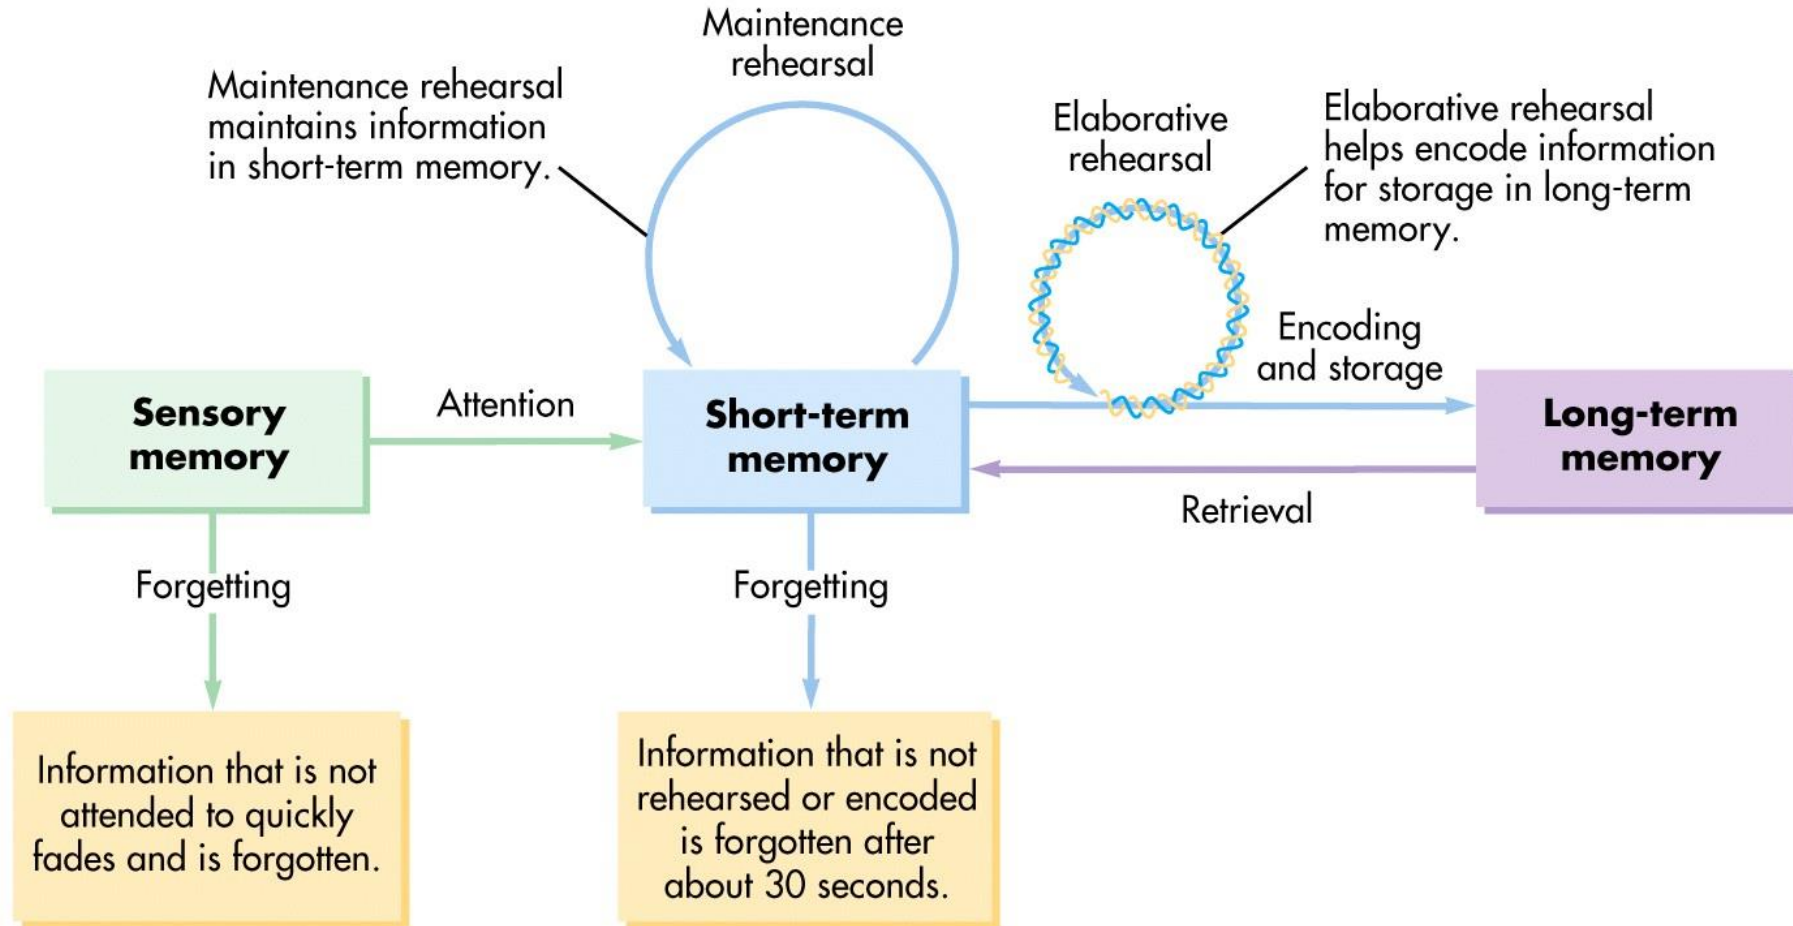 Maintenance
rehearsal
Maintenance rehearsal
maintains information
in short-term memory.
Elaborative
rehearsal
Elaborative rehearsal
helps encode information
for storage in long-term
memory.
Encoding
and storage
Sensory
memory
Attention
Short-term
memory
Long-term
memory
Retrieval
Forgetting
Forgetting
Information that is not
attended to quickly
fades and is forgotten.
Information that is not
rehearsed or encoded
is forgotten after
about 30 seconds.